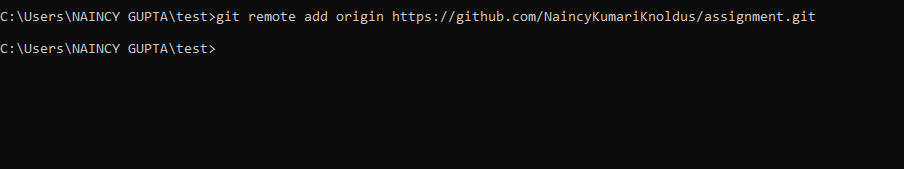 C:\Users\NAINCY GUPTA\test>git remote add origin https://github.com/NaincyKumariKnoldus/assignment.git
C:\Users\NAINCY GUPTA\test>